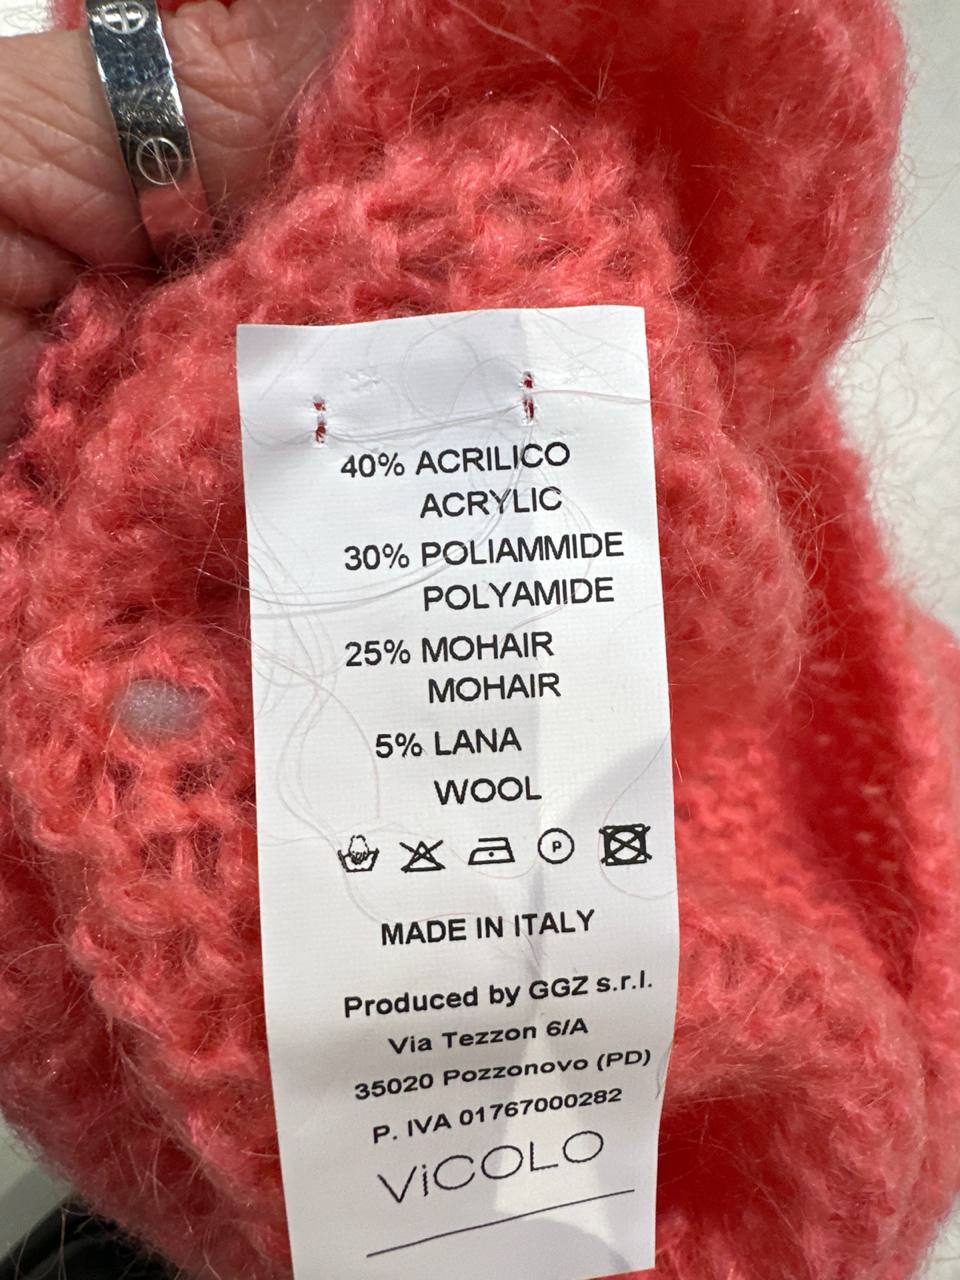 40% ACRILICO
ACRYLIC
30% POLIAMMIDE
POLYAMIDE
25% MOHAIR
MOHAIR
5% LANA
WOOL
P
MADE IN ITALY
Produced by GGZ s.r.l.
Via Tezzon 6/A
35020 Pozzonovo (PD)
P. IVA 01767000282
ViCOLO